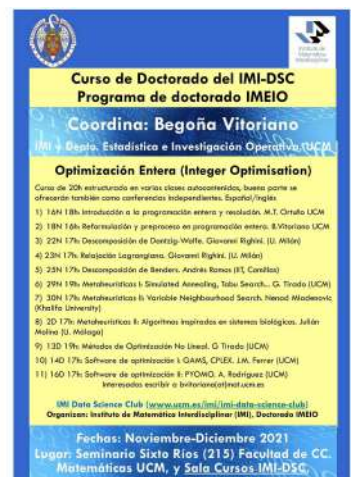 Instituto de
Matemática
Interdisciplinar
Curso de Doctorado del IMI-DSC
Programa de doctorado IMEIO
Coordina: Begoña Vitoriano
IMI y Depto. Estadística e Investigación Operativa, UCM
Optimización Entera (Integer Optimisation)
Curso de 20h estructurado en varias clases autocontenidas, buena parte se
ofrecerán también como conferencias independientes. Español/inglés
1) 16N 18h Introducción a la programación entera y resolución. M.T. Ortuño UCM
2) 18N 16h Reformulación y preproceso en programación entera. B.Vitoriano UCM
3) 22N 17h Descomposición de Dantzig-Wolfe. Giovanni Righini. (U. Milán)
4) 23N 17h. Relajación Lagrangiana. Giovanni Righini. (U. Milán)
5) 25N 17h Descomposición de Benders. Andrés Ramos (IIT, Comillas)
6) 29N 19h Metaheurísticas I: Simulated Annealing, Tabu Search... G. Tirado (UCM)
7) 30N 17h Metaheurísticas I: Variable Neighbourhood Search. Nenad Mladenovic
(Khalifa University)
8) 2D 17h. Metaheurísticas II: Algoritmos inspirados en sistemas biológicos. Julián
Molina (U. Málaga)
9) 13D 19h: Métodos de Optimización No Lineal. G Tirado (UCM)
10) 14D 17h: Software de optimización I: GAMS, CPLEX. J.M. Ferrer (UCM)
11) 16D 17h: Software de optimización II: PYOMO. A. Rodríguez (UCM)
Interesados escribir a bvitoriano(at)mat.ucm.es
IMI Data Science Club (www.ucm.es/imi/imi-data-science-club)
Organizan: Instituto de Matemática Interdisciplinar (IMI), Doctorado IMEIO
Fechas: Noviembre-Diciembre 2021
Lugar: Seminario Sixto Ríos (215) Facultad de CC.
Matemáticas UCM, y Sala Cursos IMI-DSC